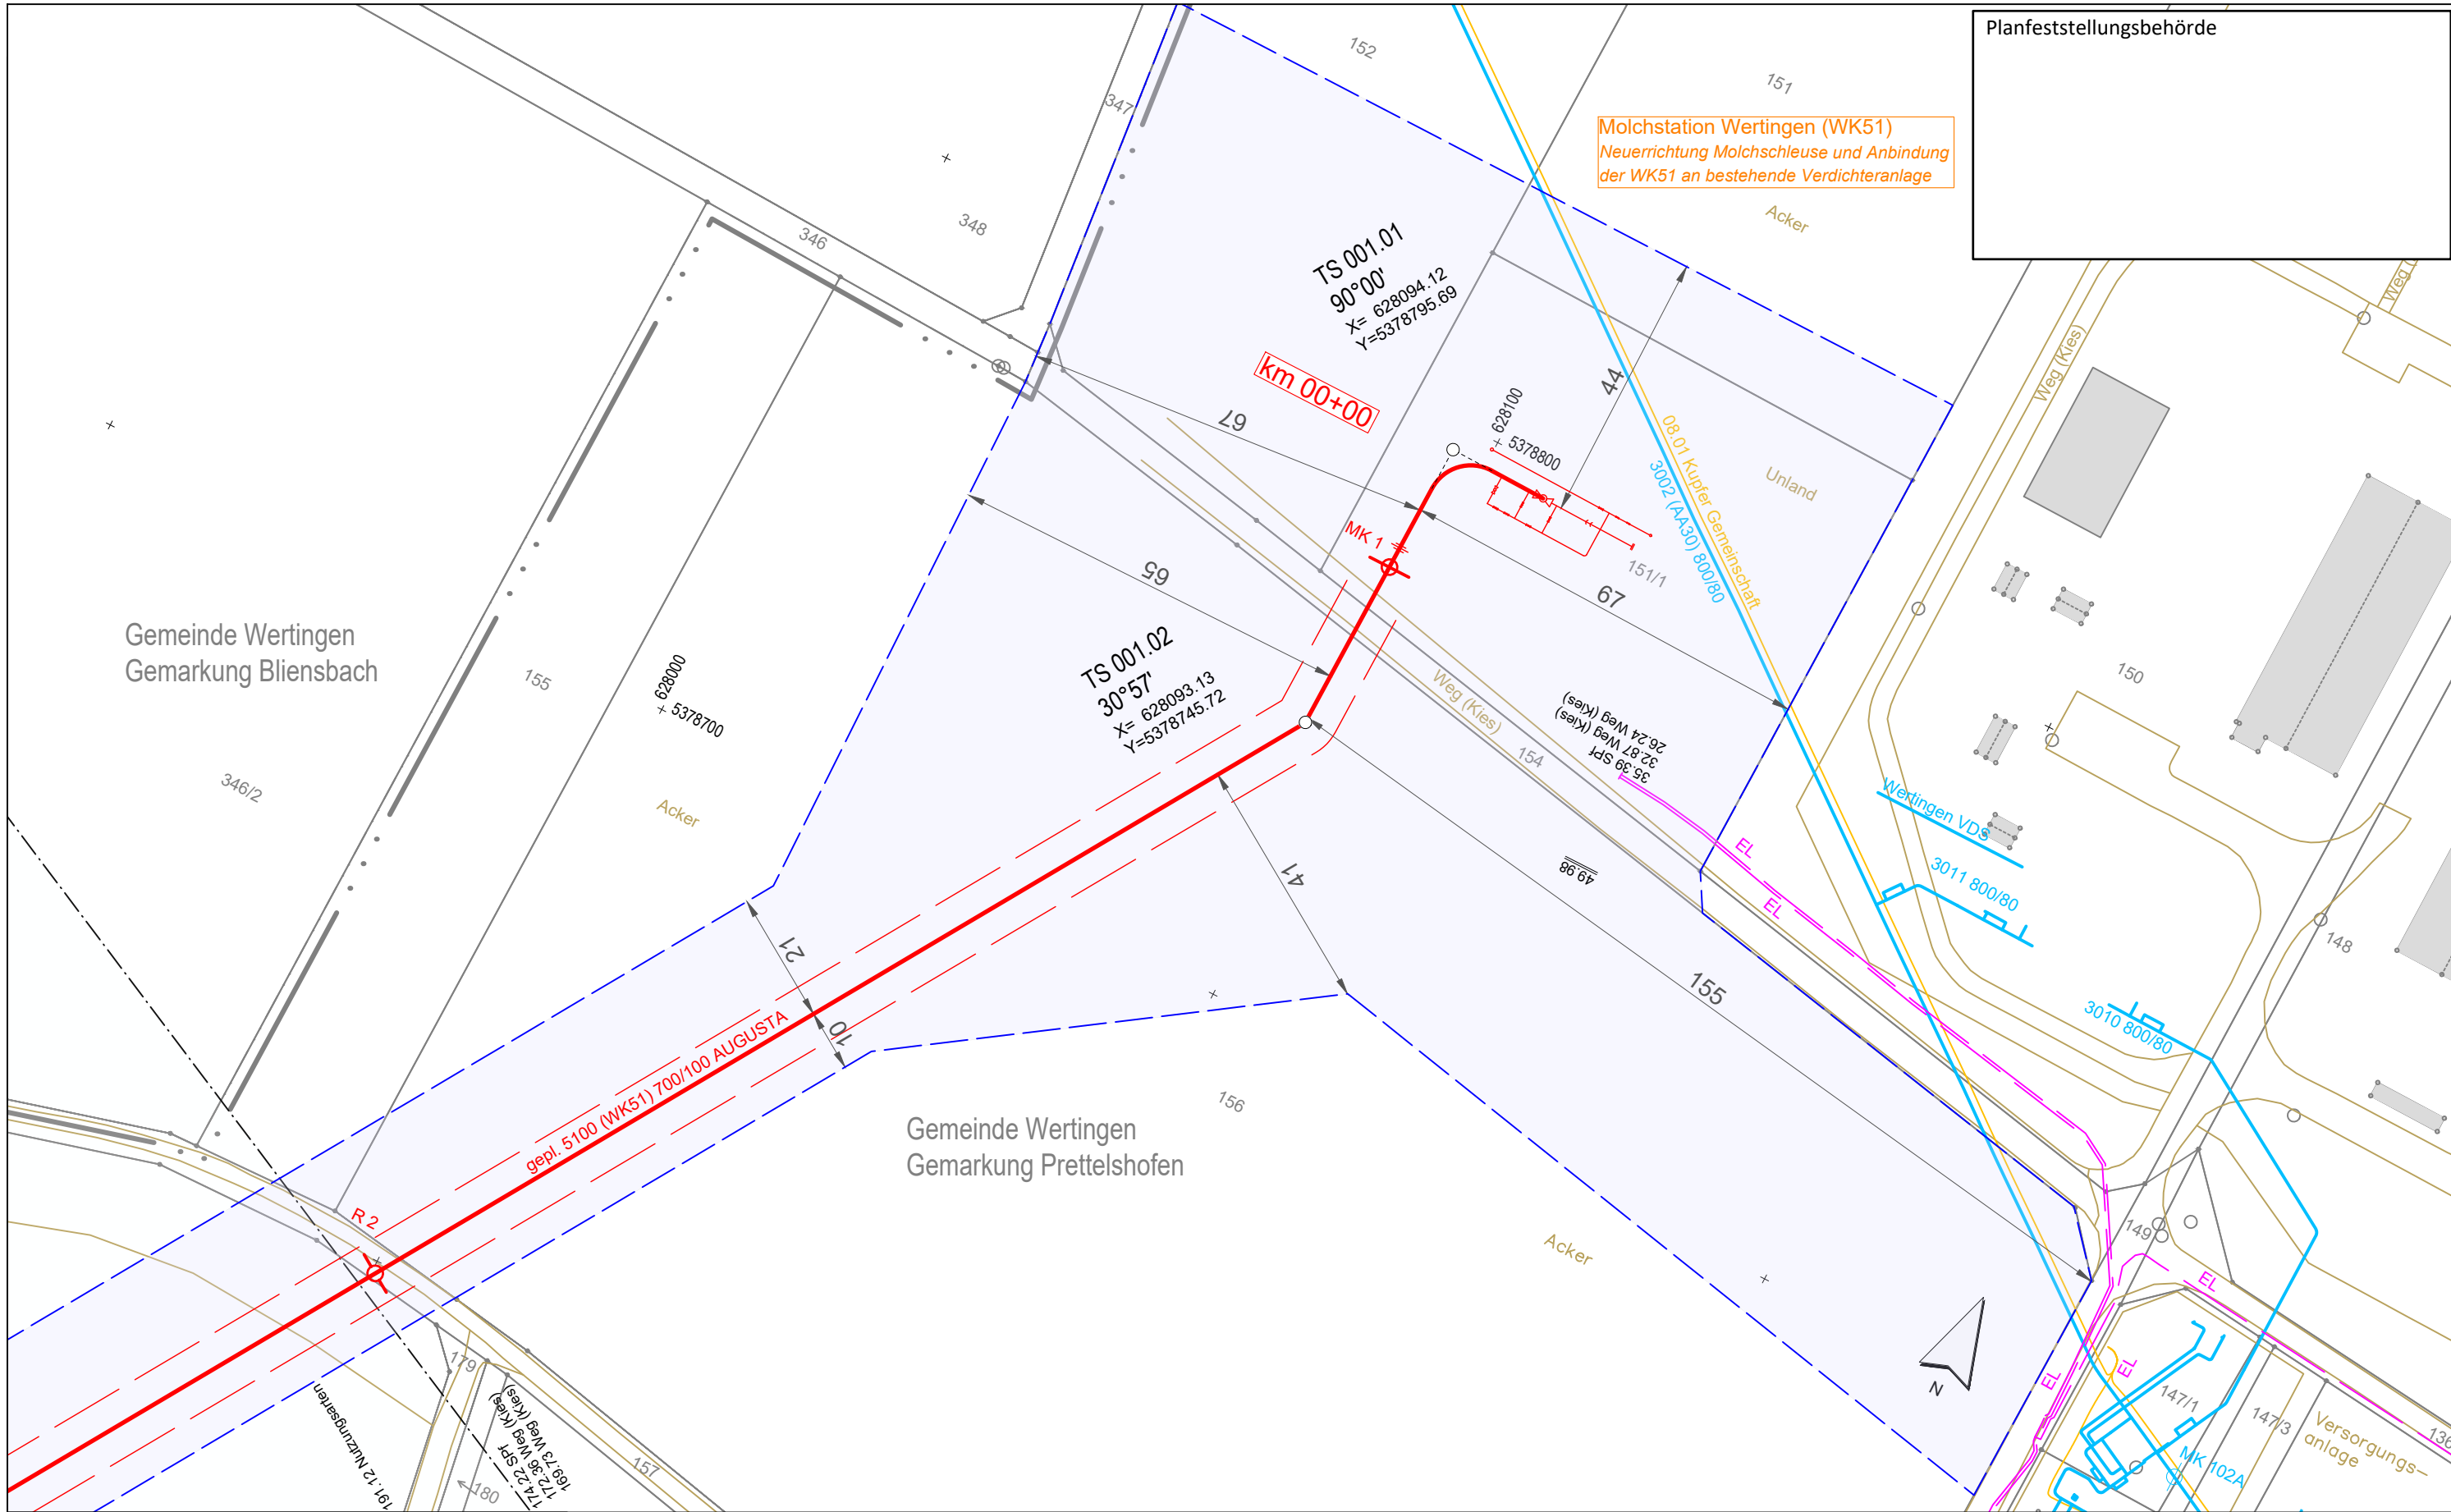 Planfeststellungsbehörde
152
151
347
Molchstation Wertingen (WK51)
Neuerrichtung Molchschleuse und Anbindung
der WK51 an bestehende Verdichteranlage
Acker
348
346
TS 001.01
90°00'
X= 628094.12
Y=5378795.69
Weg (Kies)
km 00+00
44
67
628100
5378800
08.01 Kupfer Gemeinschaft
3002 (AA30) 800/80
Unland
MK 1
151/1
67
65
Gemeinde Wertingen
Gemarkung Bliensbach
155
628000
5378700
TS 001.02
30°57'
X= 628093.13
Y=5378745.72
Weg (Kies)
154
35.39 SPf
32.87 Weg (Kies)
26.24 Weg (Kies)
150
346/2
Acker
Wertingen VDS
3011 800/80
EL
EL
41
49.98
21
10
155
148
3010 800/80
gepl. 5100 (WK51) 700/100 AUGUSTA
156
Gemeinde Wertingen
Gemarkung Prettelshofen
R 2
Acker
149
EL
N
EL
EL
147/1
147/3
Versorgungs-
anlage
136
MK 102A
179
191.12 Nutzungsarten
174.22 SPf
172.36 Weg (Kies)
169.73 Weg (Kies)
180
157